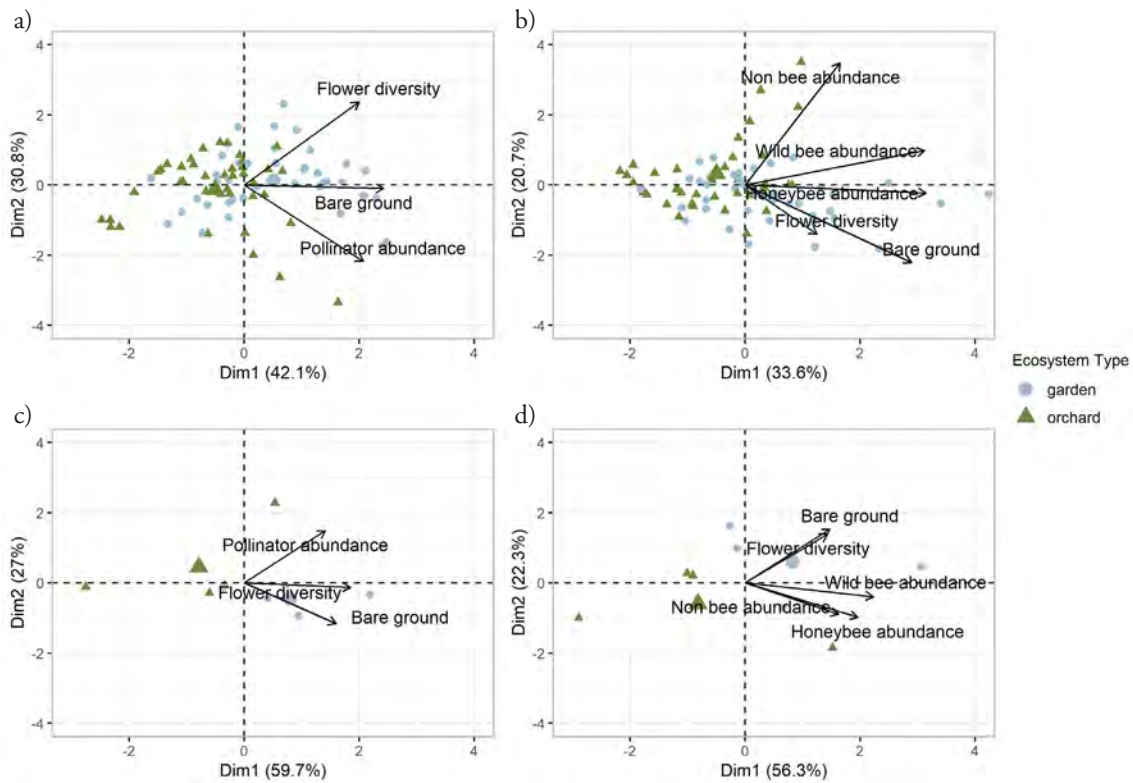 a)
4
2
0
-2
-4
Dim2 (30.8%)
Flower diversity
Bare ground
Pollinator abundance
-2
0
2
4
Dim1 (42.1%)
b)
4
2
0
-2
-4
Dim2 (20.7%)
Non bee abundance
Wild bee abundance
Honeybee abundance
Flower diversity
Bare ground
-2
0
2
4
Dim1 (33.6%)
Ecosystem Type
garden
orchard
c)
4
2
0
-2
-4
Dim2 (27%)
Pollinator abundance
Flower diversity
Bare ground
-2
0
2
4
Dim1 (59.7%)
d)
4
2
0
-2
-4
Dim2 (22.3%)
Bare ground
Flower diversity
Wild bee abundance
Non bee abundance
Honeybee abundance
-2
0
2
4
Dim1 (56.3%)